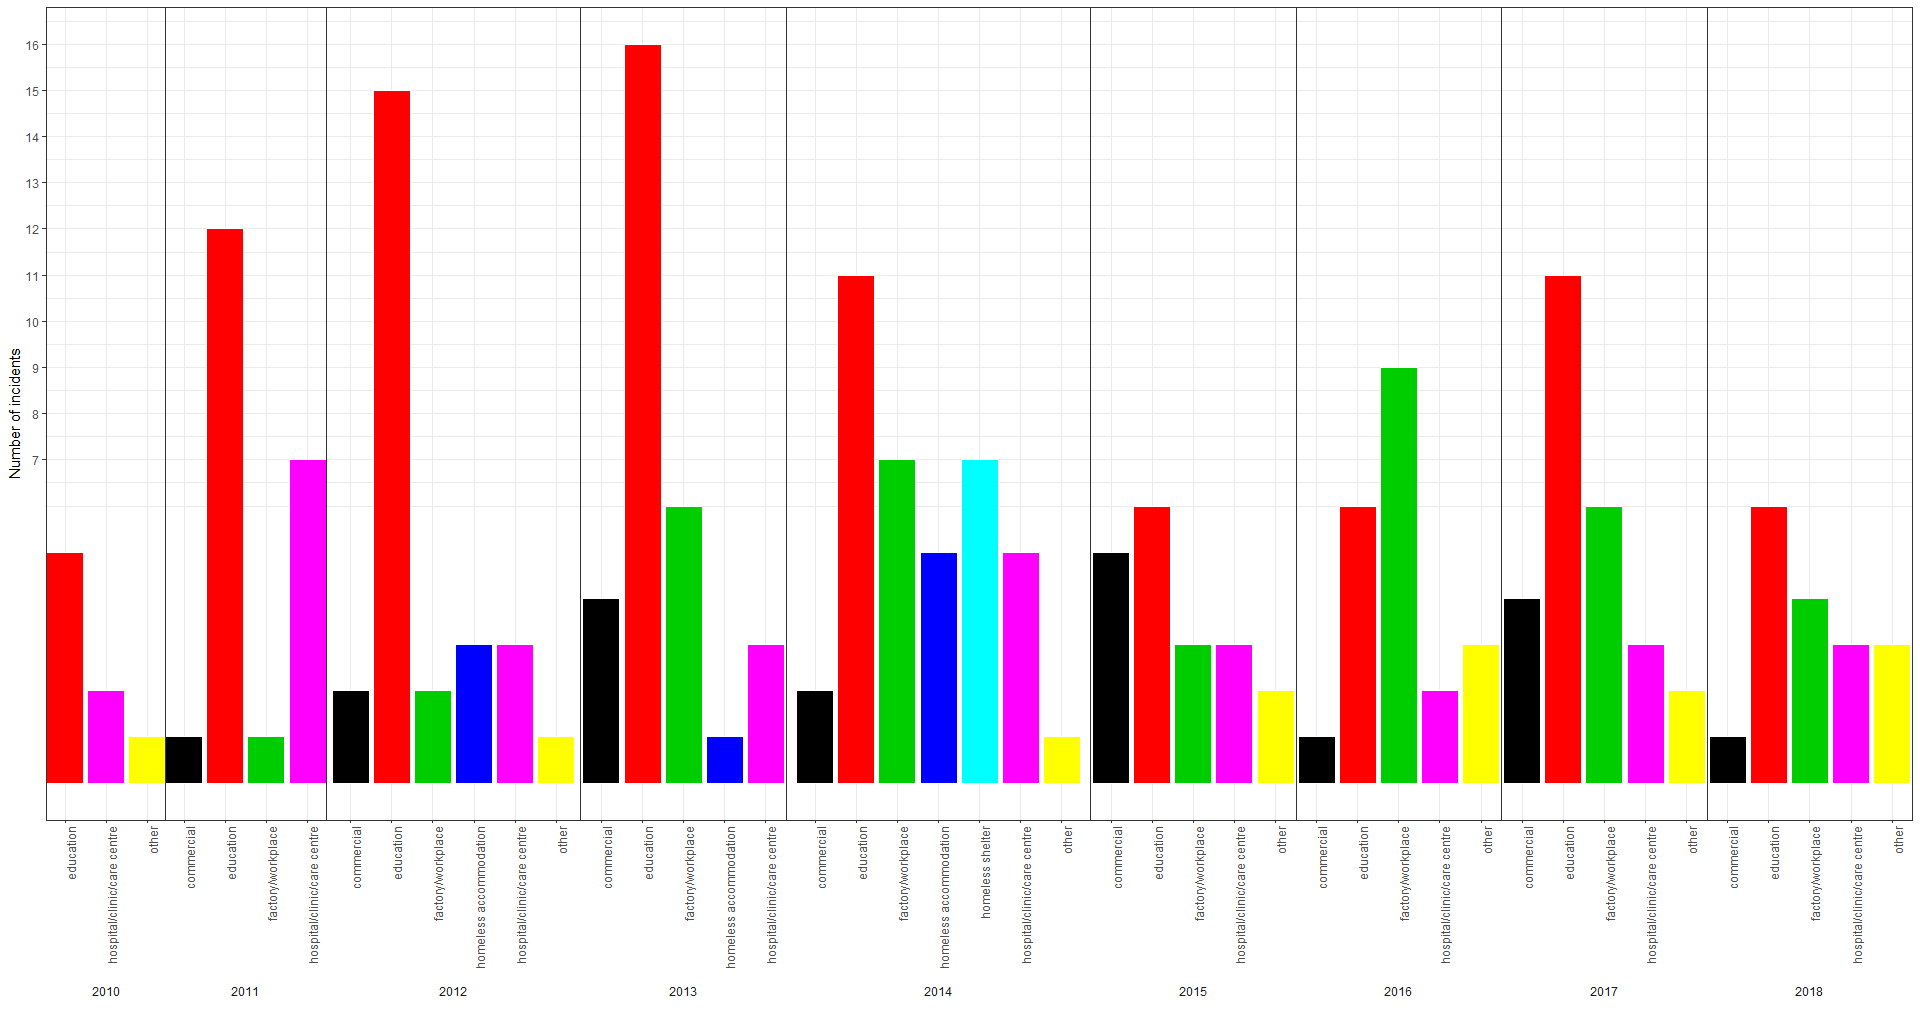 Number of incidents
16
15
14
13
12
11
10
9
8
7
education
hospital/clinic/care centre
other
commercial
education
factory/workplace
hospital/clinic/care centre
commercial
education
factory/workplace
homeless accommodation
hospital/clinic/care centre
other
commercial
education
factory/workplace
homeless accommodation
hospital/clinic/care centre
commercial
education
factory/workplace
homeless accommodation
homeless shelter
hospital/clinic/care centre
other
commercial
education
factory/workplace
hospital/clinic/care centre
other
commercial
education
factory/workplace
hospital/clinic/care centre
other
commercial
education
factory/workplace
hospital/clinic/care centre
other
commercial
education
factory/workplace
hospital/clinic/care centre
other
2010
2011
2012
2013
2014
2015
2016
2017
2018